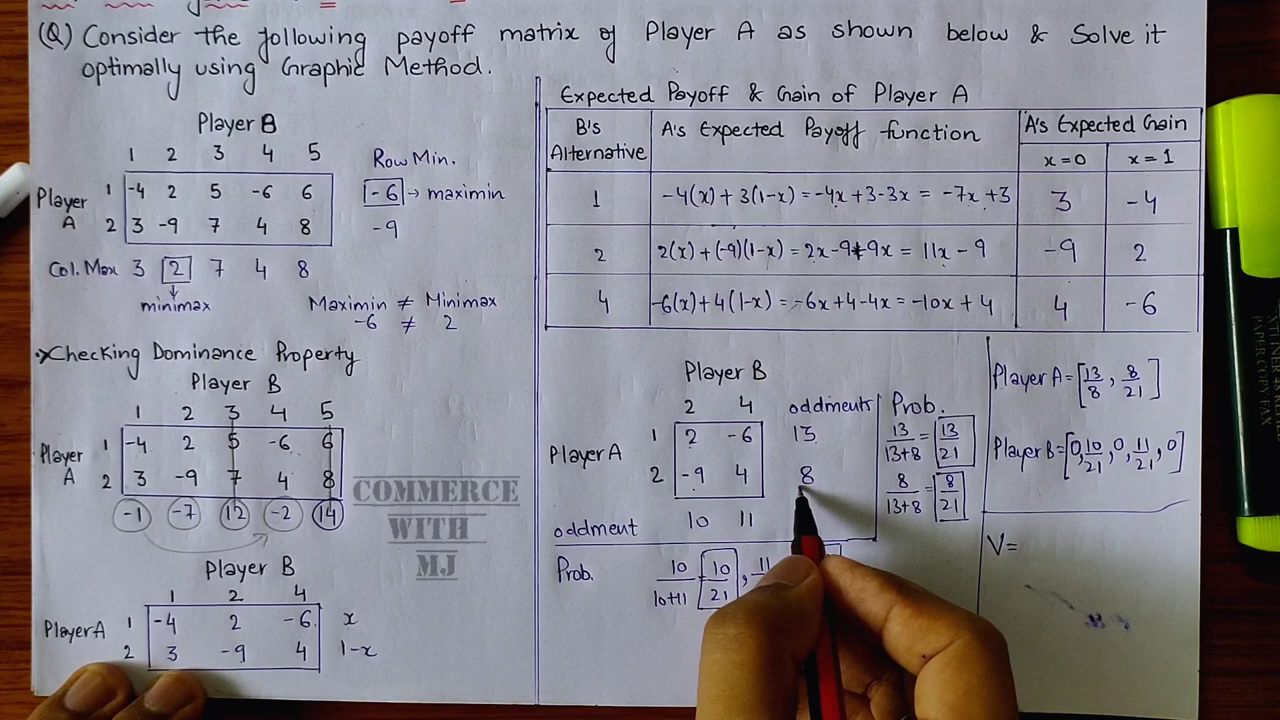 (Q) Consider the following payoff matrix of Player A as shown below & Solve it
optimally using Graphic Method.
Player B
1 2 3 4 5 Row Min.
Player A 1 -4 2 5 -6 6 -6 → maximin
2 3 -9 7 4 8 -9
Col. Max 3 2 7 4 8
minimax
Maximin ≠ Minimax
-6 ≠ 2
Checking Dominance Property
Player B
1 2 3 4 5
Player A 1 -4 2 5 -6 6
2 3 -9 7 4 8
-1 -7 12 -2 14
Player B
1 2 4
Player A 1 -4 2 -6 x
2 3 -9 4 1-x
Expected Payoff & Gain of Player A
B's Alternative A's Expected Payoff function A's Expected Gain
x=0 x=1
1 -4(x)+3(1-x)=-4x+3-3x = -7x+3 3 -4
2 2(x)+(-9)(1-x)=2x-9+9x = 11x-9 -9 2
4 -6(x)+4(1-x)=-6x+4-4x=-10x+4 4 -6
Player B
2 4 oddments Prob.
Player A 1 2 -6 13 13/13+8 = 13/21
2 -9 4 8 8/13+8 = 8/21
oddment 10 11
Prob. 10/10+11 = 10/21, 11
Player A = [13/8, 8/21]
Player B = [0, 10/21, 0, 11/21, 0]
V=
COMMERCE
WITH
MJ